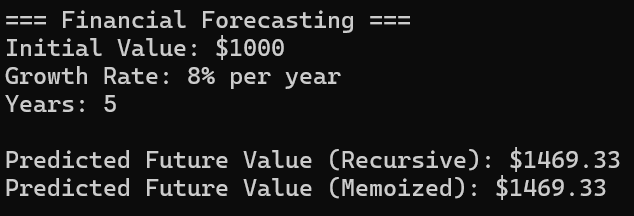 === Financial Forecasting ===
Initial Value: $1000
Growth Rate: 8% per year
Years: 5
Predicted Future Value (Recursive): $1469.33
Predicted Future Value (Memoized): $1469.33